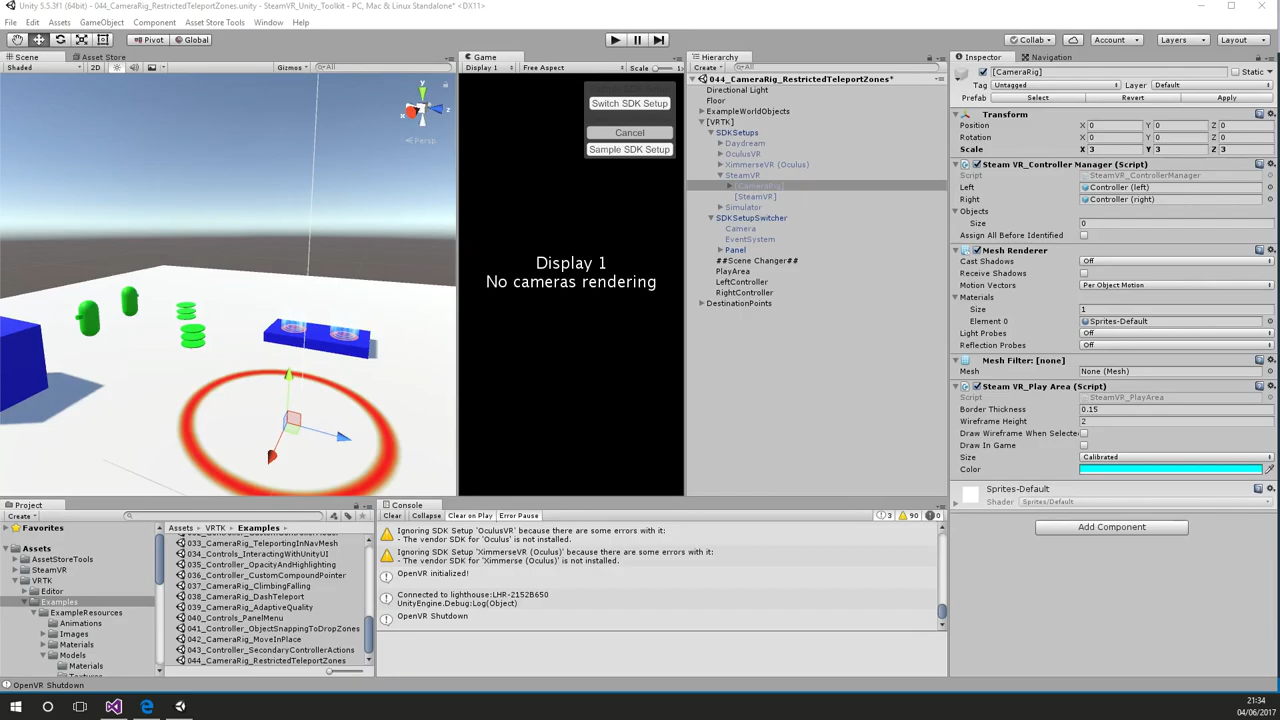 Unity 5.5.3f1 (64bit) - 044_CameraRig_RestrictedTeleportZones.unity - SteamVR_Unity_Toolkit - PC, Mac & Linux Standalone* <DX11>
File Edit Assets GameObject Component Asset Store Tools Window Help
Pivot Global Collab Account Layers Layout
Scene Asset Store
Shaded 2D Gizmos All
y
x
z
Persp
Game
Display 1 Free Aspect Scale 1
Switch SDK Setup
Cancel
Sample SDK Setup
Display 1
No cameras rendering
Hierarchy
Create All
044_CameraRig_RestrictedTeleportZones*
Directional Light
Floor
ExampleWorldObjects
[VRTK]
SDKSetups
Daydream
OculusVR
XimmerseVR (Oculus)
SteamVR
[CameraRig]
[SteamVR]
Simulator
SDKSetupSwitcher
Camera
EventSystem
Panel
##Scene Changer##
PlayArea
LeftController
RightController
DestinationPoints
Inspector Navigation
[CameraRig] Static
Tag Untagged Layer Default
Prefab Select Revert Apply
Transform
Position X 0 Y 0 Z 0
Rotation X 0 Y 0 Z 0
Scale X 3 Y 3 Z 3
Steam VR_Controller Manager (Script)
Script SteamVR_ControllerManager
Left Controller (left)
Right Controller (right)
Objects
Size 0
Assign All Before Identified
Mesh Renderer
Cast Shadows Off
Receive Shadows
Motion Vectors Per Object Motion
Materials
Size 1
Element 0 Sprites-Default
Light Probes Off
Reflection Probes Off
Mesh Filter: [none]
Mesh None (Mesh)
Steam VR_Play Area (Script)
Script SteamVR_PlayArea
Border Thickness 0.15
Wireframe Height 2
Draw Wireframe When Selecte
Draw In Game
Size Calibrated
Color
Sprites-Default
Shader Sprites/Default
Add Component
Project
Create
Favorites
Assets
AssetStoreTools
SteamVR
VRTK
Editor
Examples
ExampleResources
Animations
Images
Materials
Models
Materials
Assets VRTK Examples
033_CameraRig_TeleportingInNavMesh
034_Controls_InteractingWithUnityUI
035_Controller_OpacityAndHighlighting
036_Controller_CustomCompoundPointer
037_CameraRig_ClimbingFalling
038_CameraRig_DashTeleport
039_CameraRig_AdaptiveQuality
040_Controls_PanelMenu
041_Controller_ObjectSnappingToDropZones
042_CameraRig_MoveInPlace
043_Controller_SecondaryControllerActions
044_CameraRig_RestrictedTeleportZones
Console
Clear Collapse Clear on Play Error Pause 3 90 0
Ignoring SDK Setup 'OculusVR' because there are some errors with it:
- The vendor SDK for 'Oculus' is not installed.
Ignoring SDK Setup 'XimmerseVR (Oculus)' because there are some errors with it:
- The vendor SDK for 'Ximmerse (Oculus)' is not installed.
OpenVR initialized!
Connected to lighthouse:LHR-2152B650
UnityEngine.Debug:Log(Object)
OpenVR Shutdown
OpenVR Shutdown
21:34
04/06/2017